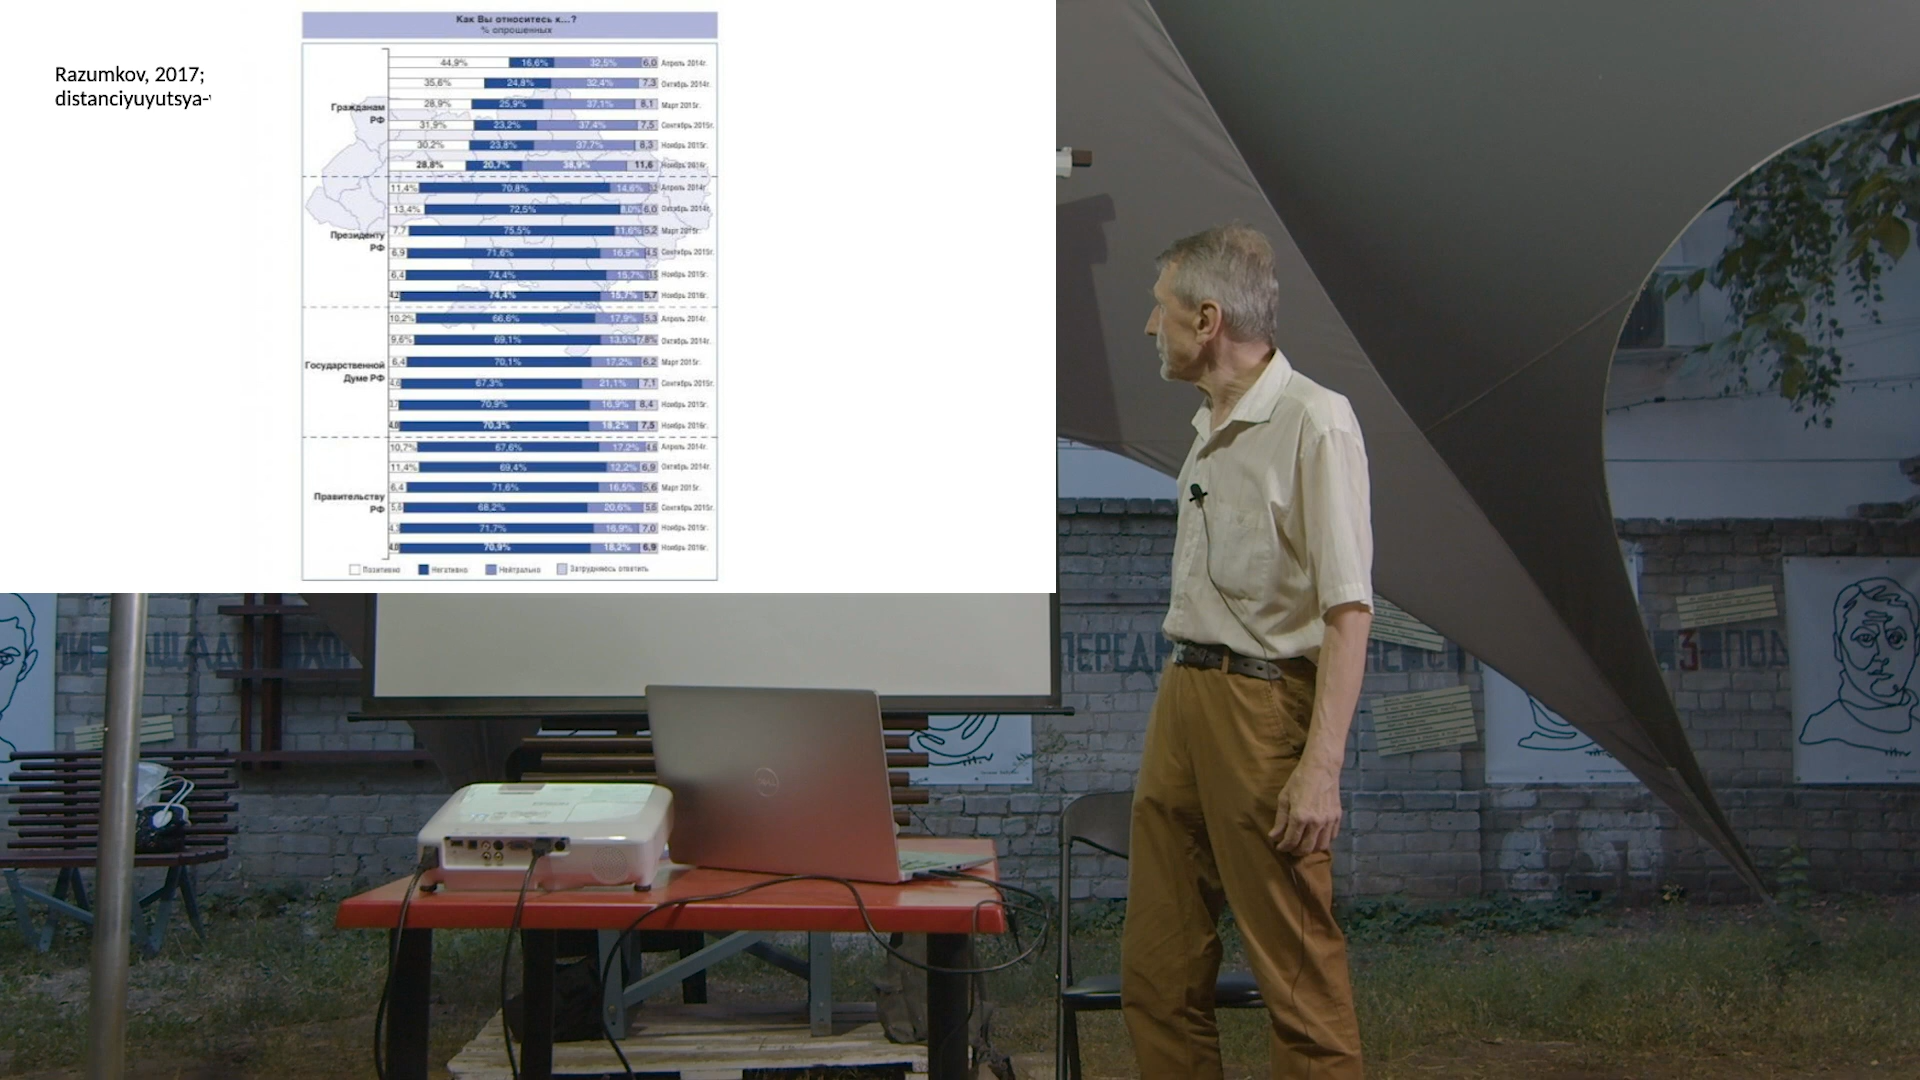 Razumkov, 2017;
distanciyuyutsya-
Как Вы относитесь к...?
% опрошенных
Гражданам РФ
44,9% 16,6% 32,5% 6,0 Апрель 2014г.
35,6% 24,8% 32,4% 7,3 Октябрь 2014г.
28,9% 25,9% 37,1% 8,1 Март 2015г.
31,9% 23,2% 37,4% 7,5 Сентябрь 2015г.
30,2% 23,8% 37,7% 8,3 Ноябрь 2015г.
28,8% 20,7% 38,9% 11,6 Ноябрь 2016г.
Президенту РФ
11,4% 70,8% 14,6% Апрель 2014г.
13,4% 72,5% 8,0% 6,0 Октябрь 2014г.
7,7 75,5% 11,6% 5,2 Март 2015г.
6,9 71,6% 16,9% 4,5 Сентябрь 2015г.
6,4 74,4% 15,7% Ноябрь 2015г.
4,2 74,4% 15,7% 5,7 Ноябрь 2016г.
Государственной Думе РФ
10,2% 66,6% 17,9% 5,3 Апрель 2014г.
9,6% 69,1% 13,5% Октябрь 2014г.
6,4 70,1% 17,2% 6,2 Март 2015г.
4,6 67,3% 21,1% 7,1 Сентябрь 2015г.
70,9% 16,9% 8,4 Ноябрь 2015г.
4,0 70,3% 18,2% 7,5 Ноябрь 2016г.
Правительству РФ
10,7% 67,6% 17,2% 4,6 Апрель 2014г.
11,4% 69,4% 12,2% 6,9 Октябрь 2014г.
6,4 71,6% 16,5% 5,6 Март 2015г.
5,6 68,2% 20,6% 5,6 Сентябрь 2015г.
4,3 71,7% 16,9% 7,0 Ноябрь 2015г.
4,0 70,9% 18,2% 6,9 Ноябрь 2016г.
Позитивно Негативно Нейтрально Затрудняюсь ответить
ПЕРЕД
З ПОД
DELL